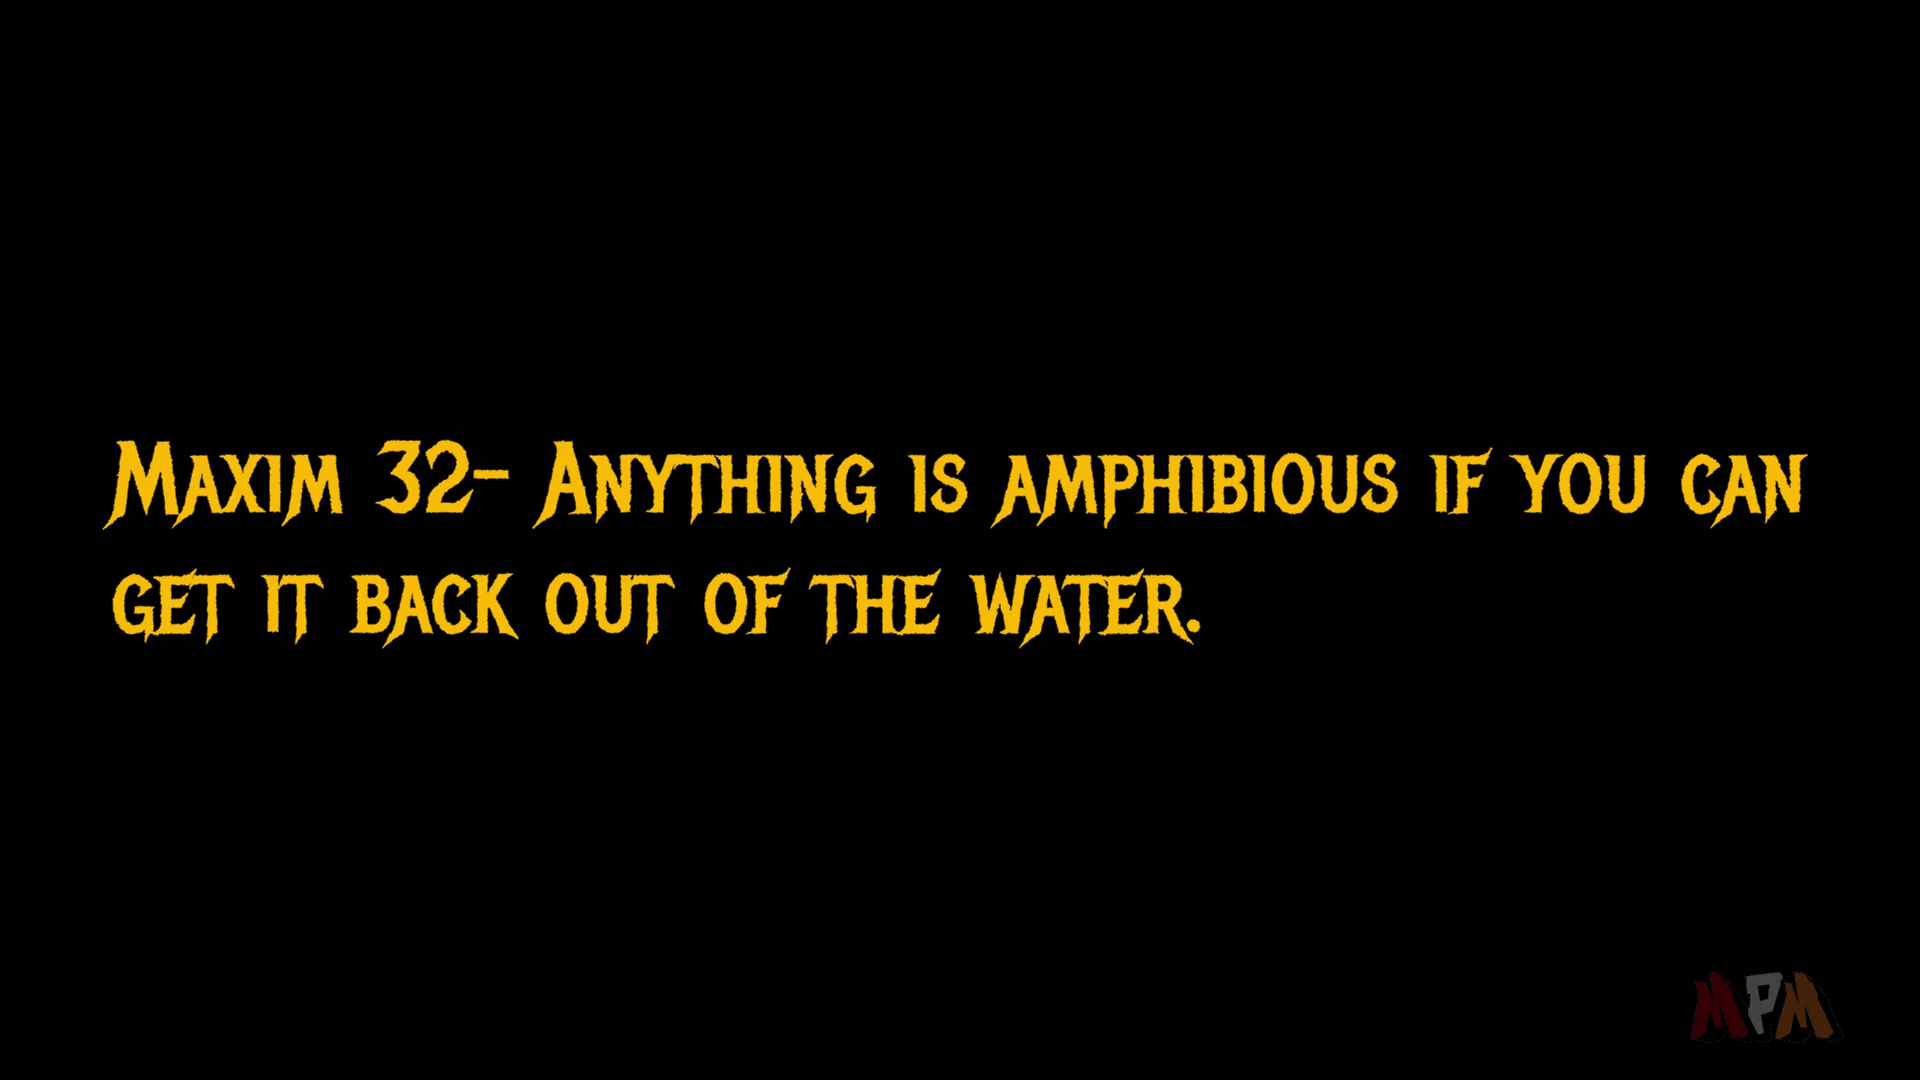 Maxim 32- Anything is amphibious if you can
get it back out of the water.
MPM